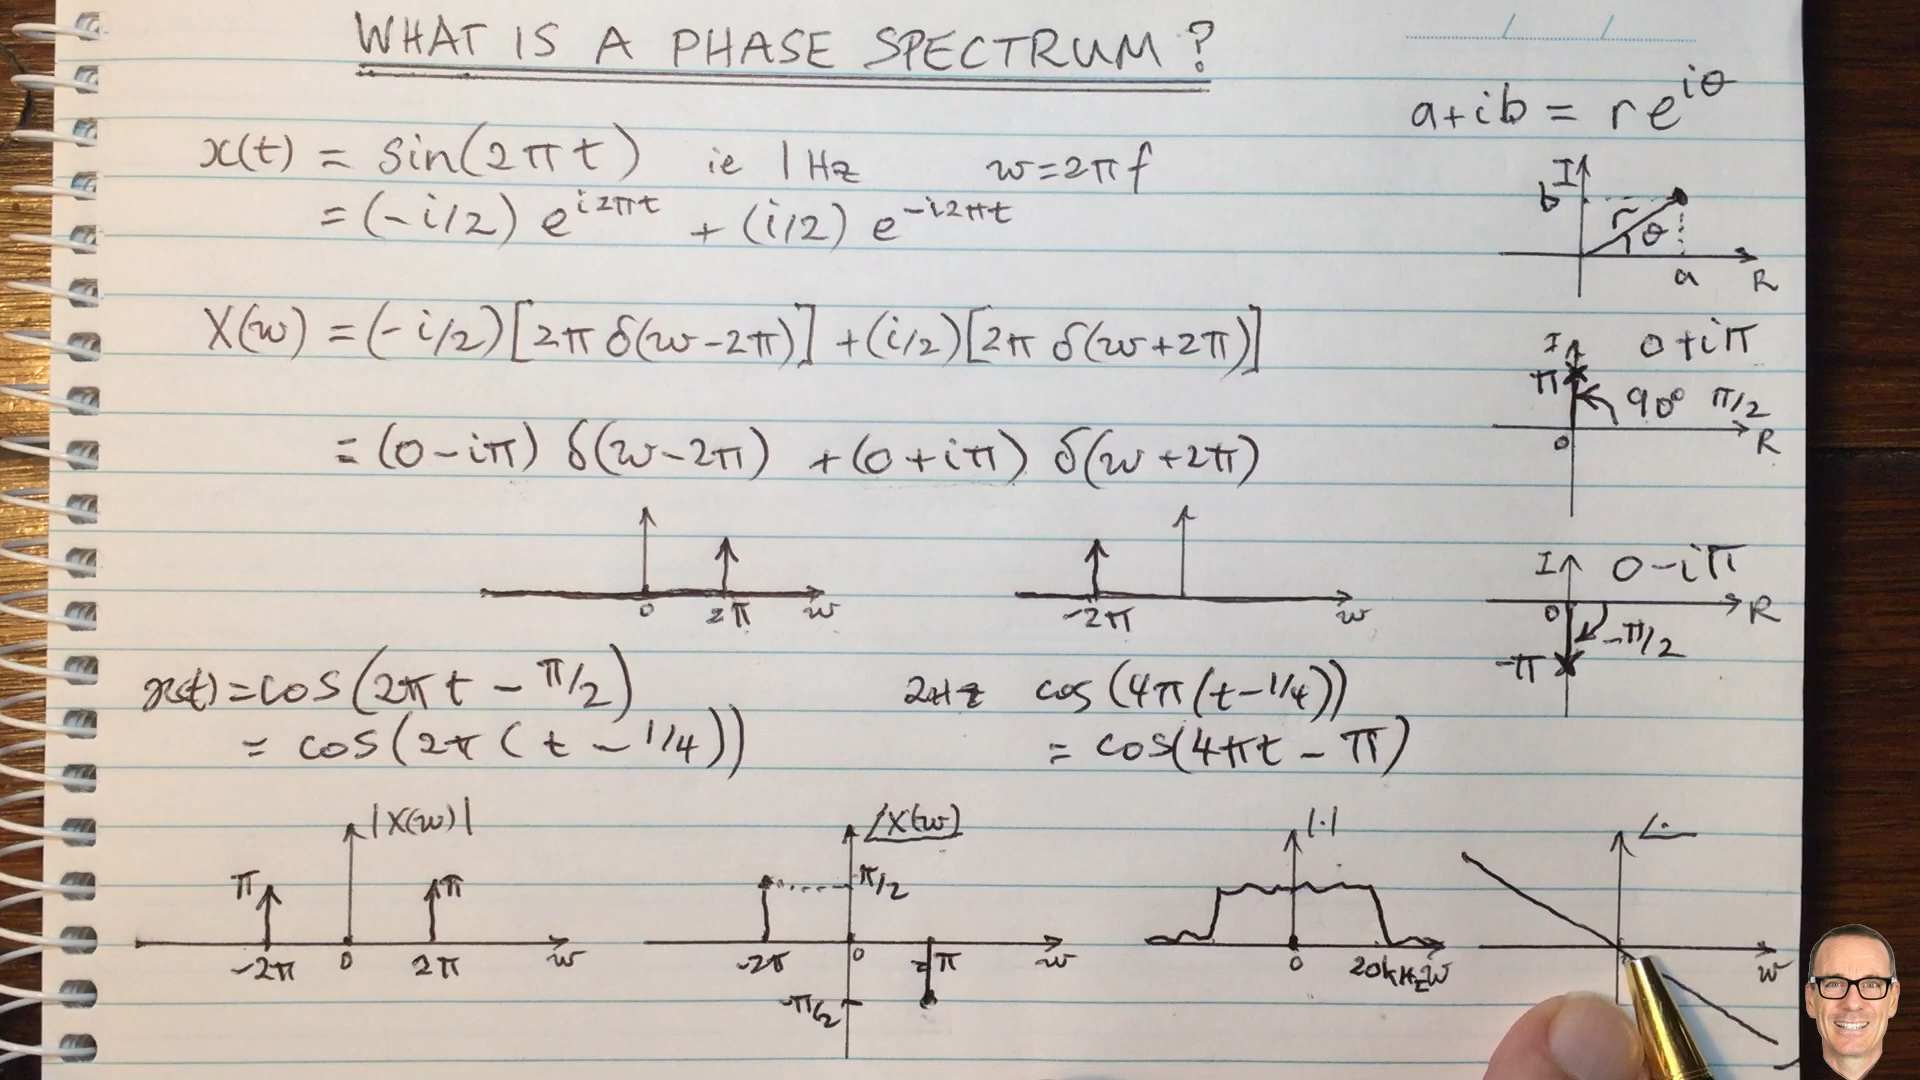 WHAT IS A PHASE SPECTRUM?
a+ib = re^{iθ}
x(t) = sin(2πt) ie 1Hz w=2πf
= (-i/2) e^{i2πt} + (i/2) e^{-i2πt}
I
b r θ
a R
X(w) = (-i/2)[2π δ(w-2π)] + (i/2)[2π δ(w+2π)]
I 0+iπ
π 90° π/2
0 R
= (0-iπ) δ(w-2π) + (0+iπ) δ(w+2π)
0 2π w
-2π w
I 0-iπ
0 R
-π/2
-π
x(t) = cos(2πt - π/2)
= cos(2π(t - 1/4))
2Hz cos(4π(t-1/4))
= cos(4πt - π)
|X(w)|
π π
-2π 0 2π w
∠X(w)
π/2
-2π 0 2π w
-π/2
|·|
0 20kHz w
∠·
w